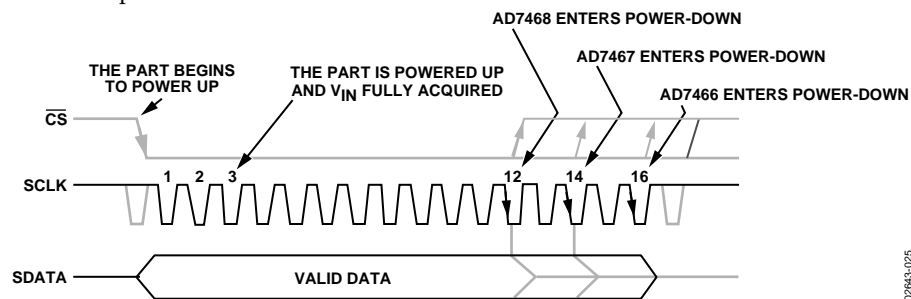 AD7468 ENTERS POWER-DOWN
AD7467 ENTERS POWER-DOWN
THE PART BEGINS
TO POWER UP
THE PART IS POWERED UP
AND VIN FULLY ACQUIRED
AD7466 ENTERS POWER-DOWN
CS
SCLK
1 2 3 12 14 16
SDATA
VALID DATA
02643-025